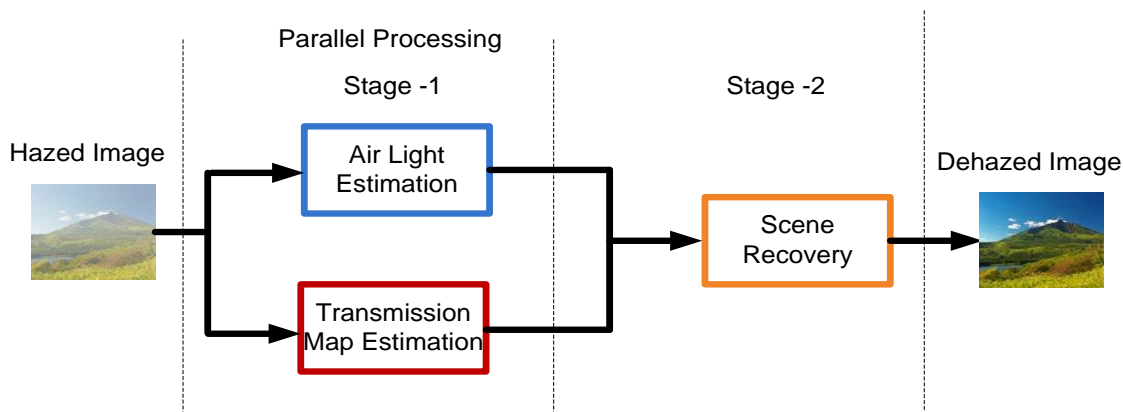 Parallel Processing
Stage -1
Stage -2
Hazed Image
Air Light
Estimation
Transmission
Map Estimation
Scene
Recovery
Dehazed Image